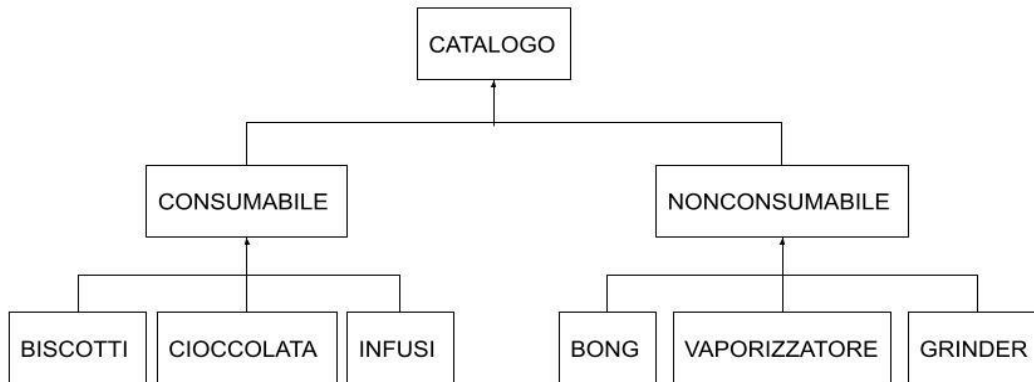 CATALOGO
CONSUMABILE
NONCONSUMABILE
BISCOTTI
CIOCCOLATA
INFUSI
BONG
VAPORIZZATORE
GRINDER